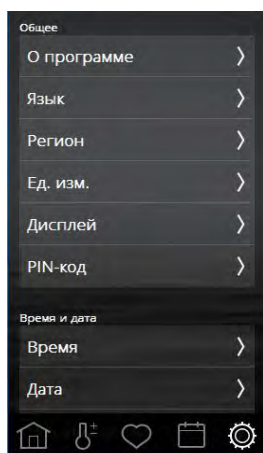 Общее
О программе
Язык
Регион
Ед. изм.
Дисплей
PIN-код
Время и дата
Время
Дата